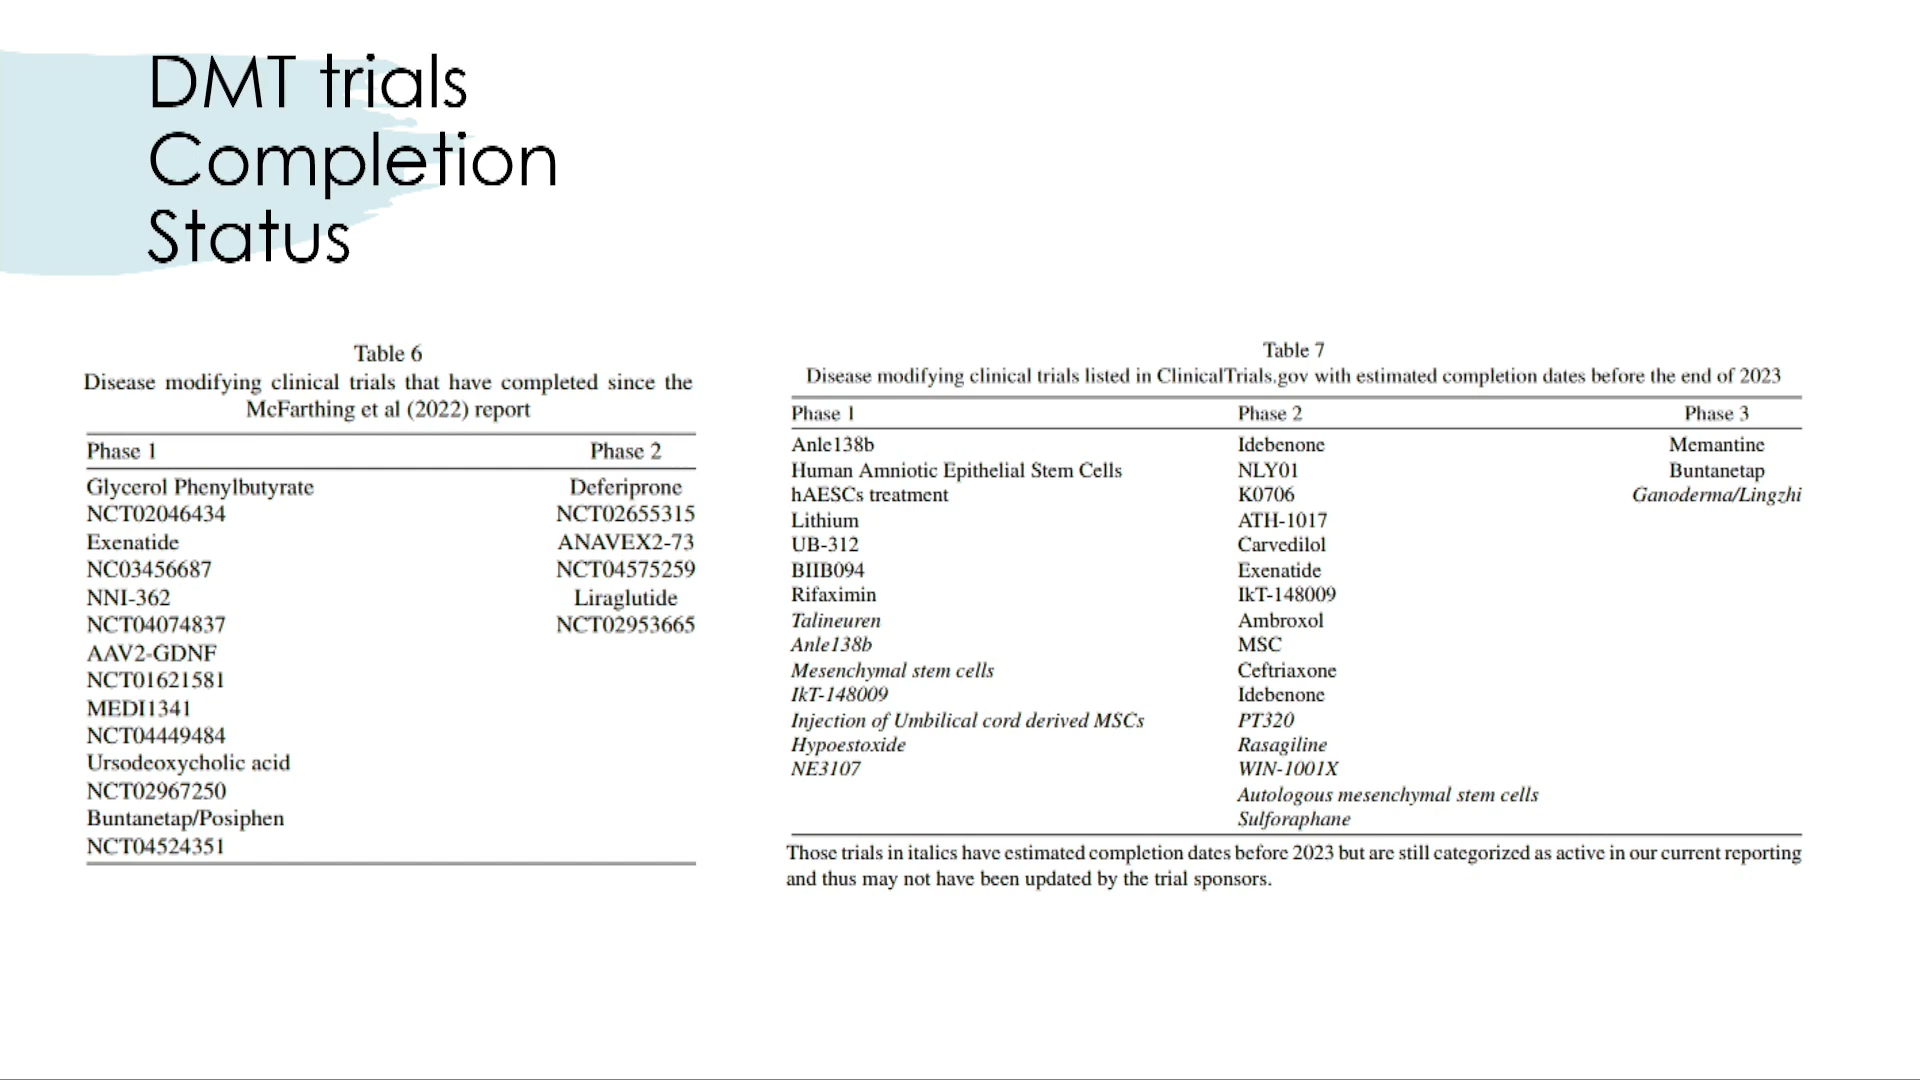 DMT trials
Completion
Status
Table 6
Disease modifying clinical trials that have completed since the
McFarthing et al (2022) report
Phase 1 Phase 2
Glycerol Phenylbutyrate Deferiprone
NCT02046434 NCT02655315
Exenatide ANAVEX2-73
NC03456687 NCT04575259
NNI-362 Liraglutide
NCT04074837 NCT02953665
AAV2-GDNF
NCT01621581
MEDI1341
NCT04449484
Ursodeoxycholic acid
NCT02967250
Buntanetap/Posiphen
NCT04524351
Table 7
Disease modifying clinical trials listed in ClinicalTrials.gov with estimated completion dates before the end of 2023
Phase 1 Phase 2 Phase 3
Anle138b Idebenone Memantine
Human Amniotic Epithelial Stem Cells NLY01 Buntanetap
hAESCs treatment K0706 Ganoderma/Lingzhi
Lithium ATH-1017
UB-312 Carvedilol
BIIB094 Exenatide
Rifaximin IkT-148009
Talineuren Ambroxol
Anle138b MSC
Mesenchymal stem cells Ceftriaxone
IkT-148009 Idebenone
Injection of Umbilical cord derived MSCs PT320
Hypoestoxide Rasagiline
NE3107 WIN-1001X
Autologous mesenchymal stem cells
Sulforaphane
Those trials in italics have estimated completion dates before 2023 but are still categorized as active in our current reporting
and thus may not have been updated by the trial sponsors.